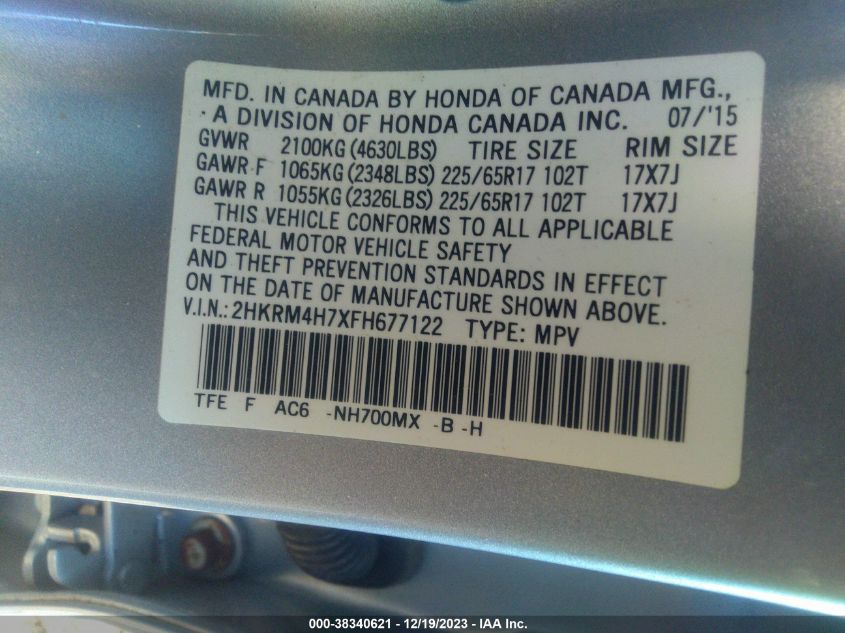 MFD. IN CANADA BY HONDA OF CANADA MFG.,
A DIVISION OF HONDA CANADA INC. 07/'15
GVWR 2100KG (4630LBS) TIRE SIZE RIM SIZE
GAWR F 1065KG (2348LBS) 225/65R17 102T 17X7J
GAWR R 1055KG (2326LBS) 225/65R17 102T 17X7J
THIS VEHICLE CONFORMS TO ALL APPLICABLE
FEDERAL MOTOR VEHICLE SAFETY
AND THEFT PREVENTION STANDARDS IN EFFECT
ON THE DATE OF MANUFACTURE SHOWN ABOVE.
V.I.N.: 2HKRM4H7XFH677122 TYPE: MPV
TFE F AC6 -NH700MX -B -H
000-38340621 - 12/19/2023 - IAA Inc.